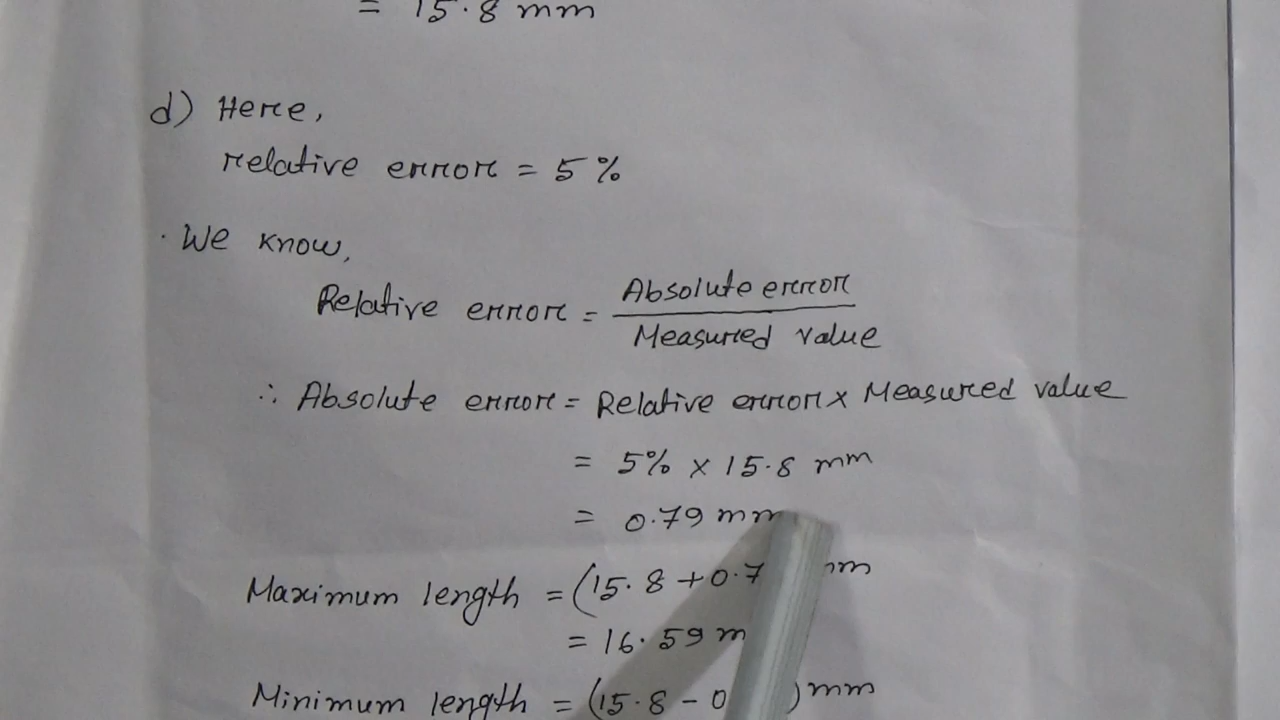 = 15.8 mm
d) Here,
relative error = 5%
. We know,
Relative error = Absolute error / Measured value
∴ Absolute error = Relative error x Measured value
= 5% x 15.8 mm
= 0.79 mm
Maximum length = (15.8 + 0.7 mm
= 16.59 m
Minimum length = (15.8 - 0 ) mm